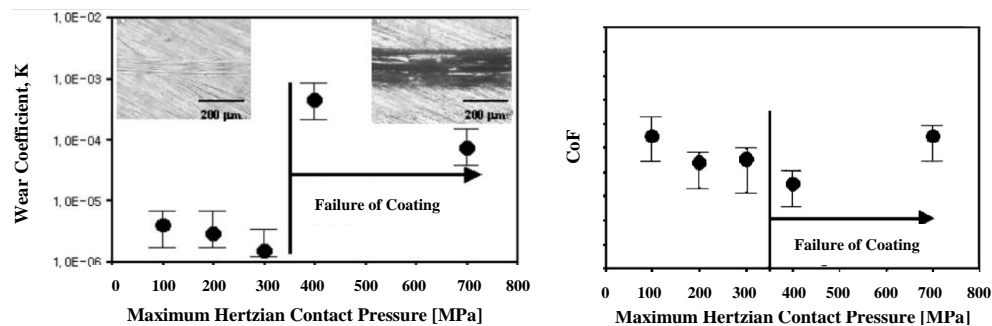 1,0E-02
1,0E-03
1,0E-04
1,0E-05
1,0E-06
Wear Coefficient, K
200 µm
200 µm
Failure of Coating
0 100 200 300 400 500 600 700 800
Maximum Hertzian Contact Pressure [MPa]
CoF
Failure of Coating
100 200 300 400 500 600 700 800
Maximum Hertzian Contact Pressure [MPa]